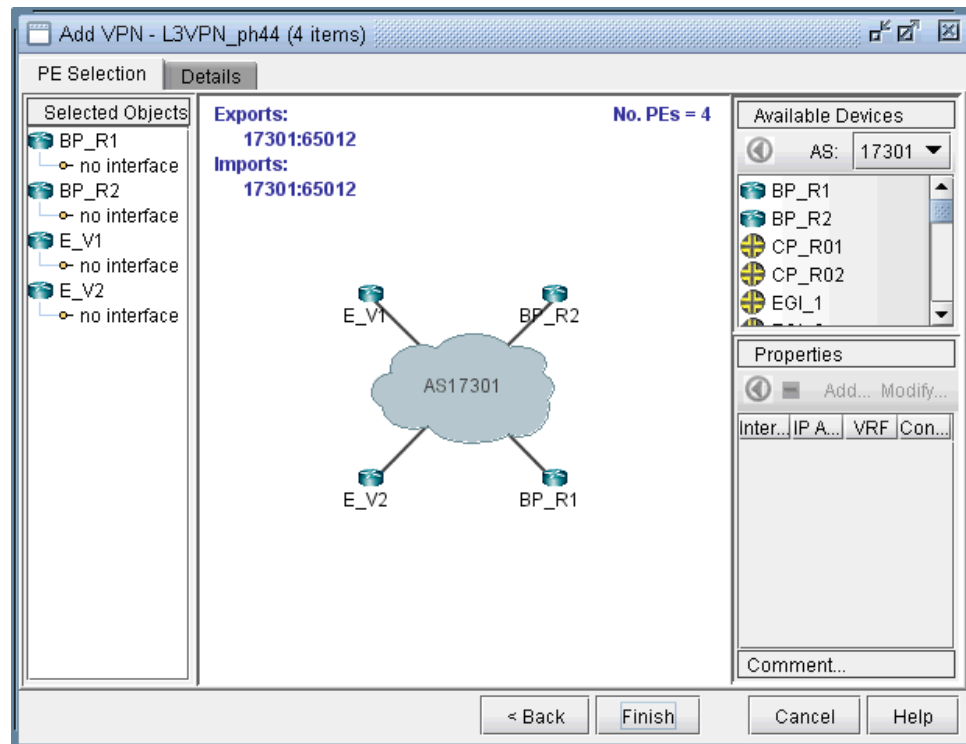 Add VPN - L3VPN_ph44 (4 items)
PE Selection
Details
Selected Objects
BP_R1
no interface
BP_R2
no interface
E_V1
no interface
E_V2
no interface
Exports:
17301:65012
Imports:
17301:65012
No. PEs = 4
E_V1
BP_R2
AS17301
E_V2
BP_R1
Available Devices
AS: 17301
BP_R1
BP_R2
CP_R01
CP_R02
EGI_1
Properties
Add... Modify...
Inter... IP A... VRF Con...
Comment...
< Back Finish Cancel Help